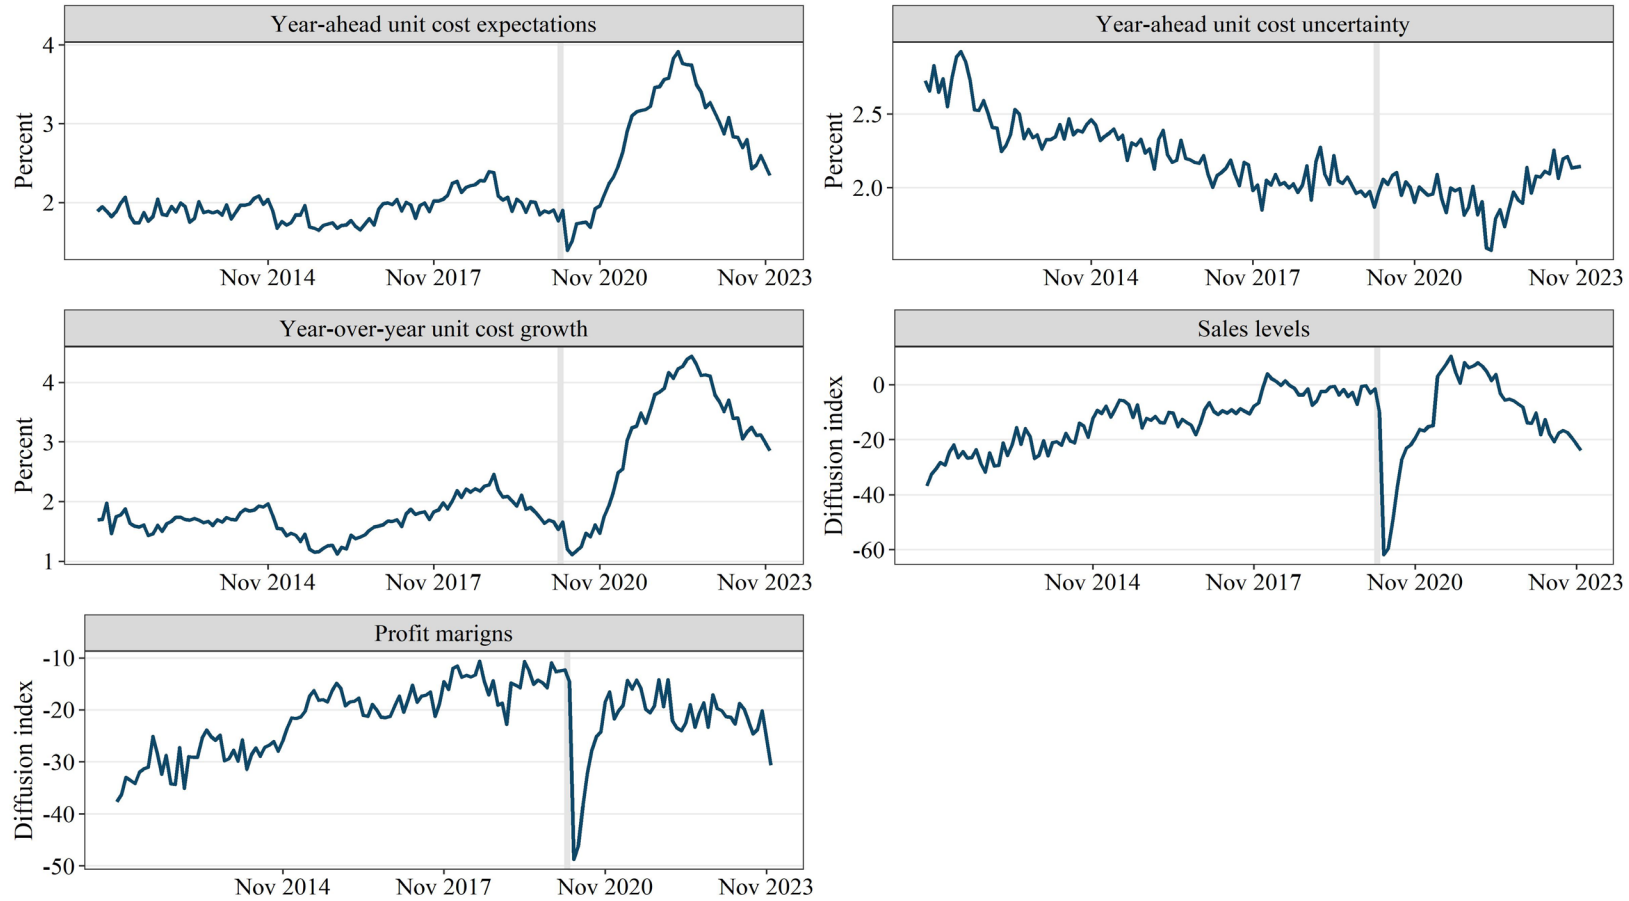 Year-ahead unit cost expectations
Percent
4
3
2
Nov 2014 Nov 2017 Nov 2020 Nov 2023
Year-ahead unit cost uncertainty
Percent
2.5
2.0
Nov 2014 Nov 2017 Nov 2020 Nov 2023
Year-over-year unit cost growth
Percent
4
3
2
1
Nov 2014 Nov 2017 Nov 2020 Nov 2023
Sales levels
Diffusion index
0
-20
-40
-60
Nov 2014 Nov 2017 Nov 2020 Nov 2023
Profit marigns
Diffusion index
-10
-20
-30
-40
-50
Nov 2014 Nov 2017 Nov 2020 Nov 2023